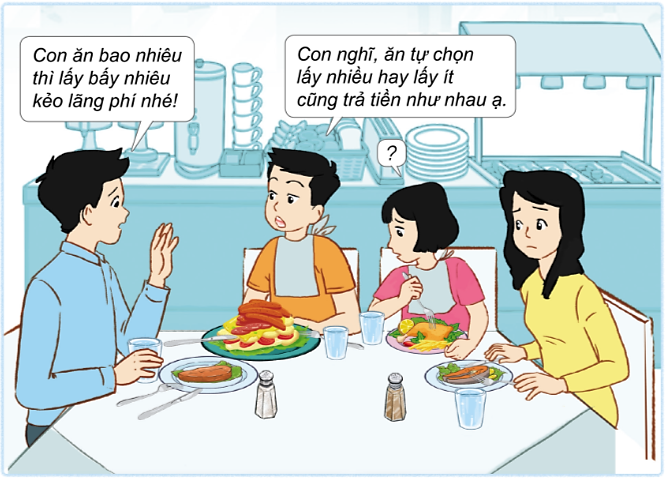 Con ăn bao nhiêu
thì lấy bấy nhiêu
kẻo lãng phí nhé!
Con nghĩ, ăn tự chọn
lấy nhiều hay lấy ít
cũng trả tiền như nhau ạ.
?